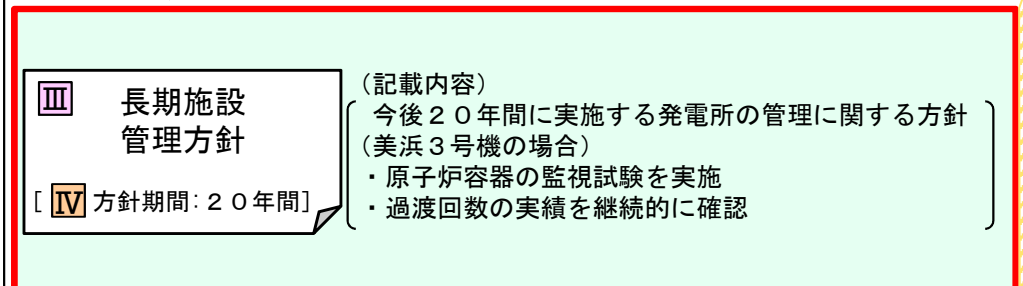 Ⅲ 長期施設
管理方針
[ Ⅳ 方針期間:２０年間]
（記載内容）
今後２０年間に実施する発電所の管理に関する方針
（美浜３号機の場合）
・原子炉容器の監視試験を実施
・過渡回数の実績を継続的に確認